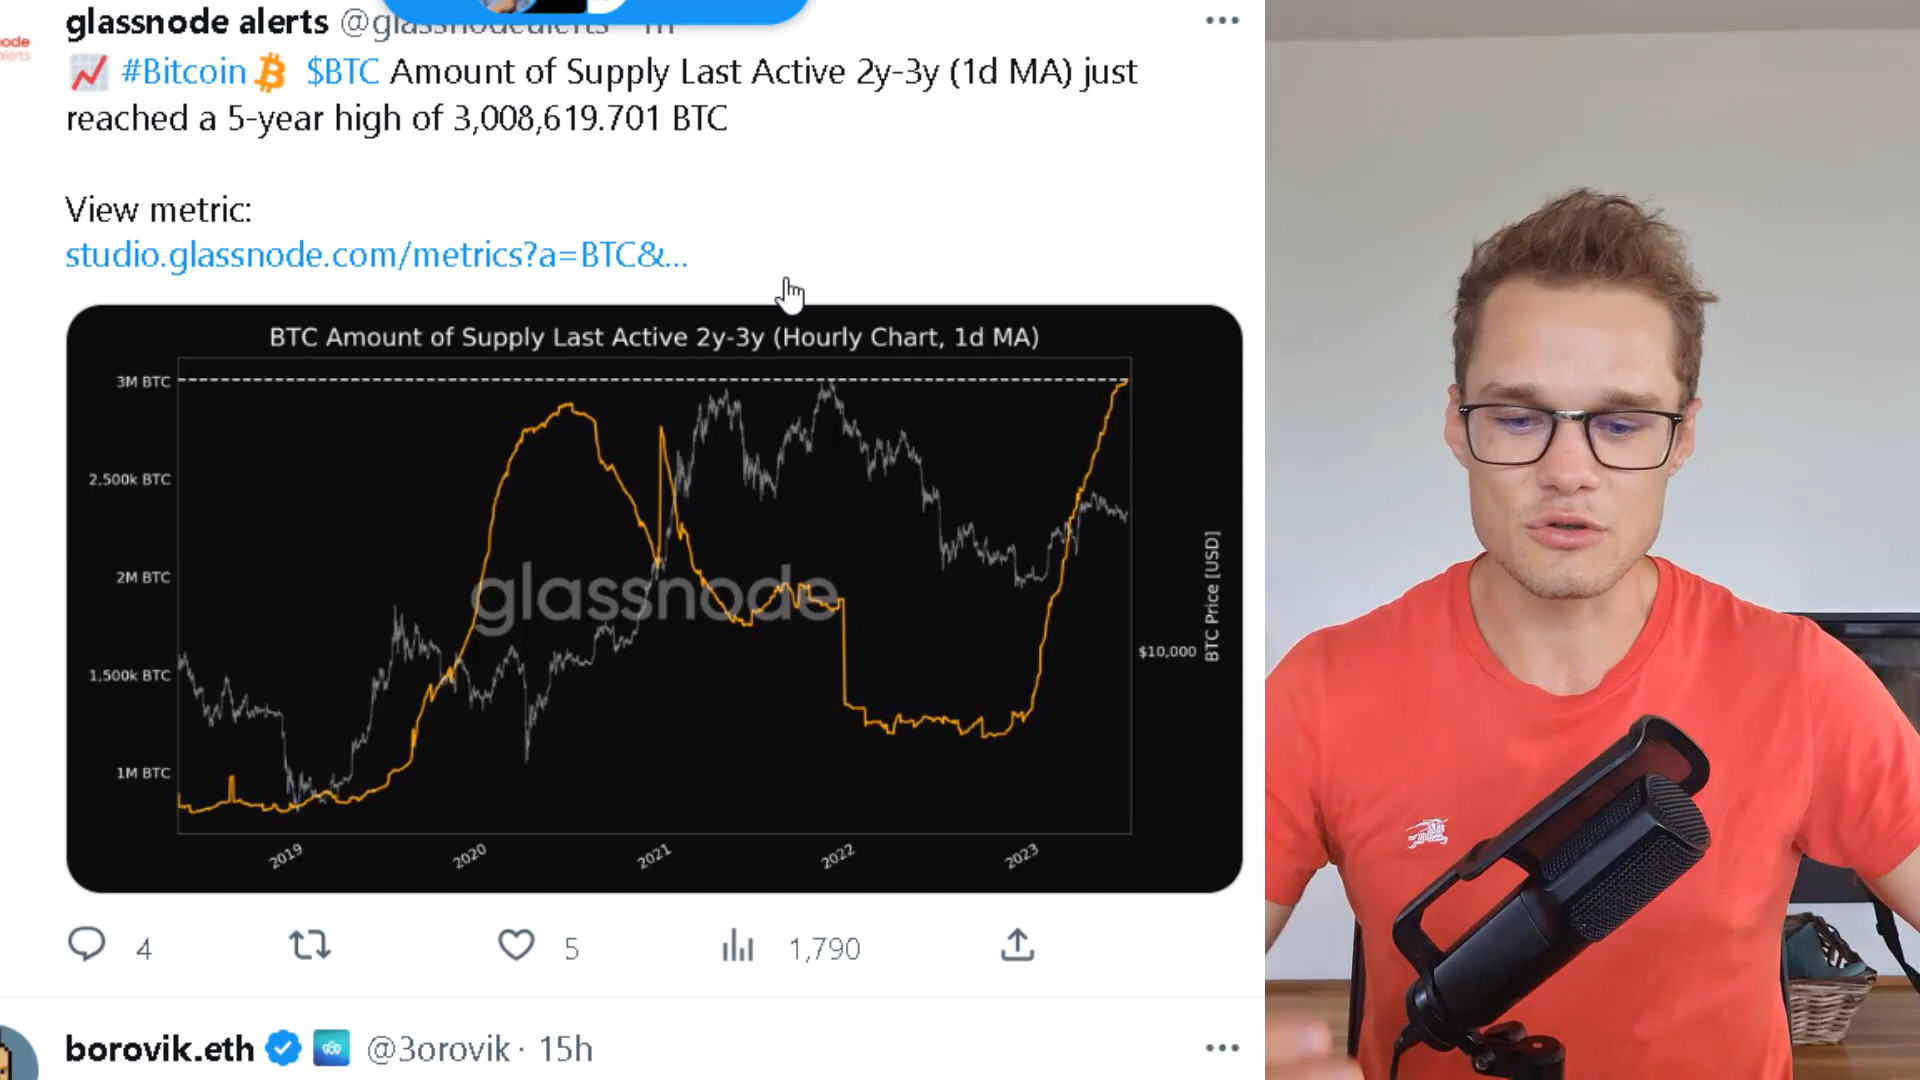 glassnode alerts @glassnodealerts
ode
alerts
#Bitcoin $BTC Amount of Supply Last Active 2y-3y (1d MA) just
reached a 5-year high of 3,008,619.701 BTC
View metric:
studio.glassnode.com/metrics?a=BTC&...
BTC Amount of Supply Last Active 2y-3y (Hourly Chart, 1d MA)
3M BTC
2,500k BTC
2M BTC
1,500k BTC
1M BTC
glassnode
$10,000
BTC Price [USD]
2019
2020
2021
2022
2023
4
5
1,790
borovik.eth @3orovik · 15h